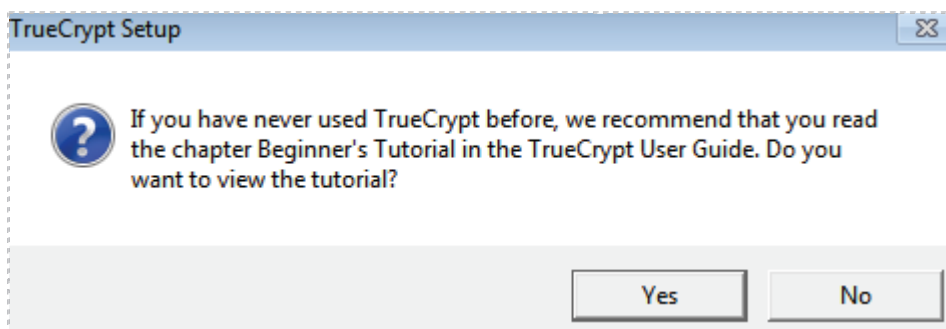 TrueCrypt Setup
If you have never used TrueCrypt before, we recommend that you read
the chapter Beginner's Tutorial in the TrueCrypt User Guide. Do you
want to view the tutorial?
Yes No